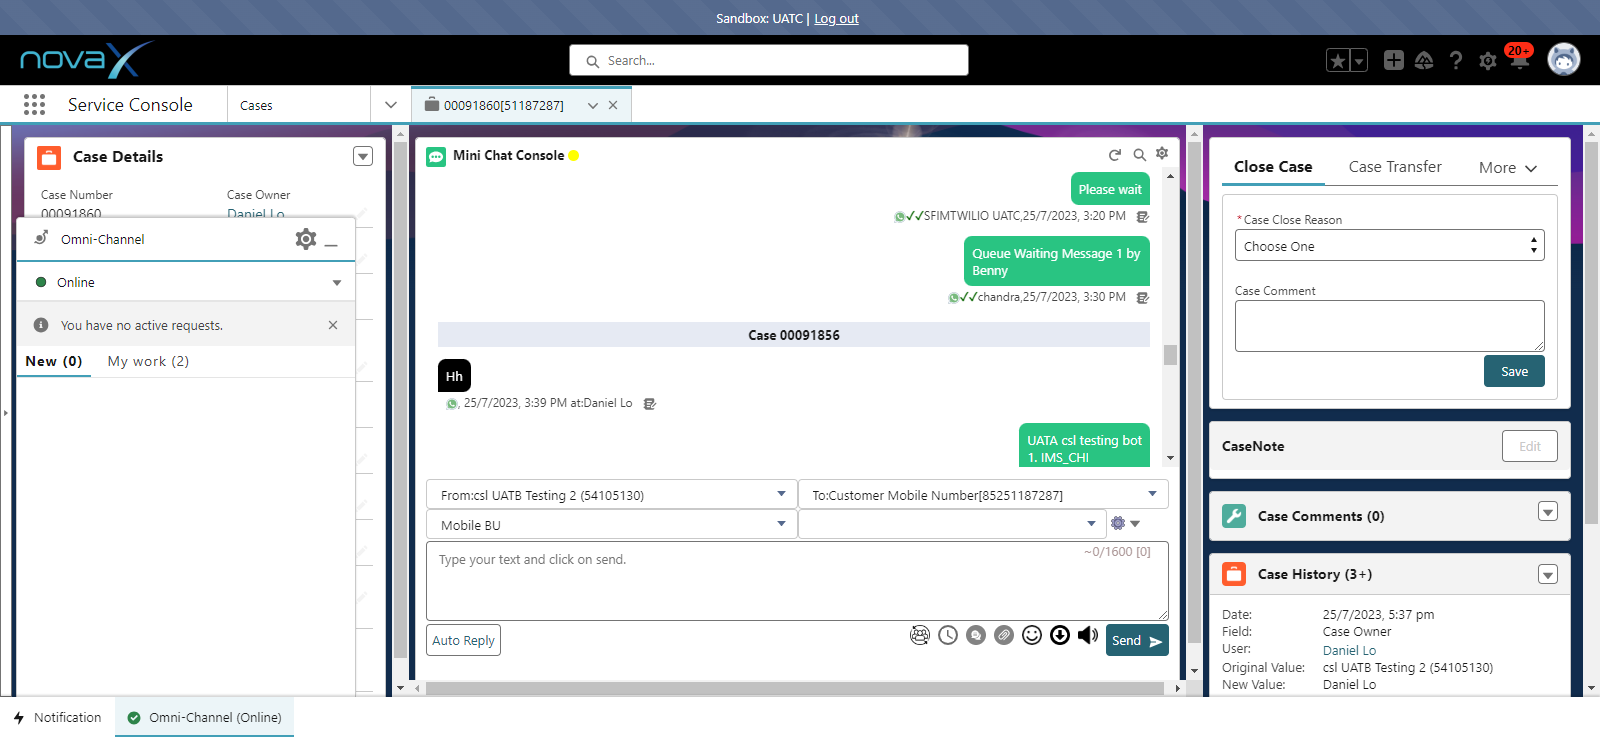 Sandbox: UATC | Log out
novaX
Search...
20+
Service Console
Cases
00091860[51187287]
Case Details
Case Number
Case Owner
00091860
Daniel Lo
Omni-Channel
Online
You have no active requests.
New (0)
My work (2)
Mini Chat Console
Please wait
SFIMTWILIO UATC,25/7/2023, 3:20 PM
Queue Waiting Message 1 by
Benny
chandra,25/7/2023, 3:30 PM
Case 00091856
Hh
, 25/7/2023, 3:39 PM at:Daniel Lo
UATA csl testing bot
1. IMS_CHI
From:csl UATB Testing 2 (54105130)
To:Customer Mobile Number[85251187287]
Mobile BU
Type your text and click on send.
~0/1600 [0]
Auto Reply
Send
Close Case
Case Transfer
More
*Case Close Reason
Choose One
Case Comment
Save
CaseNote
Edit
Case Comments (0)
Case History (3+)
Date: 25/7/2023, 5:37 pm
Field: Case Owner
User: Daniel Lo
Original Value: csl UATB Testing 2 (54105130)
New Value: Daniel Lo
Notification
Omni-Channel (Online)